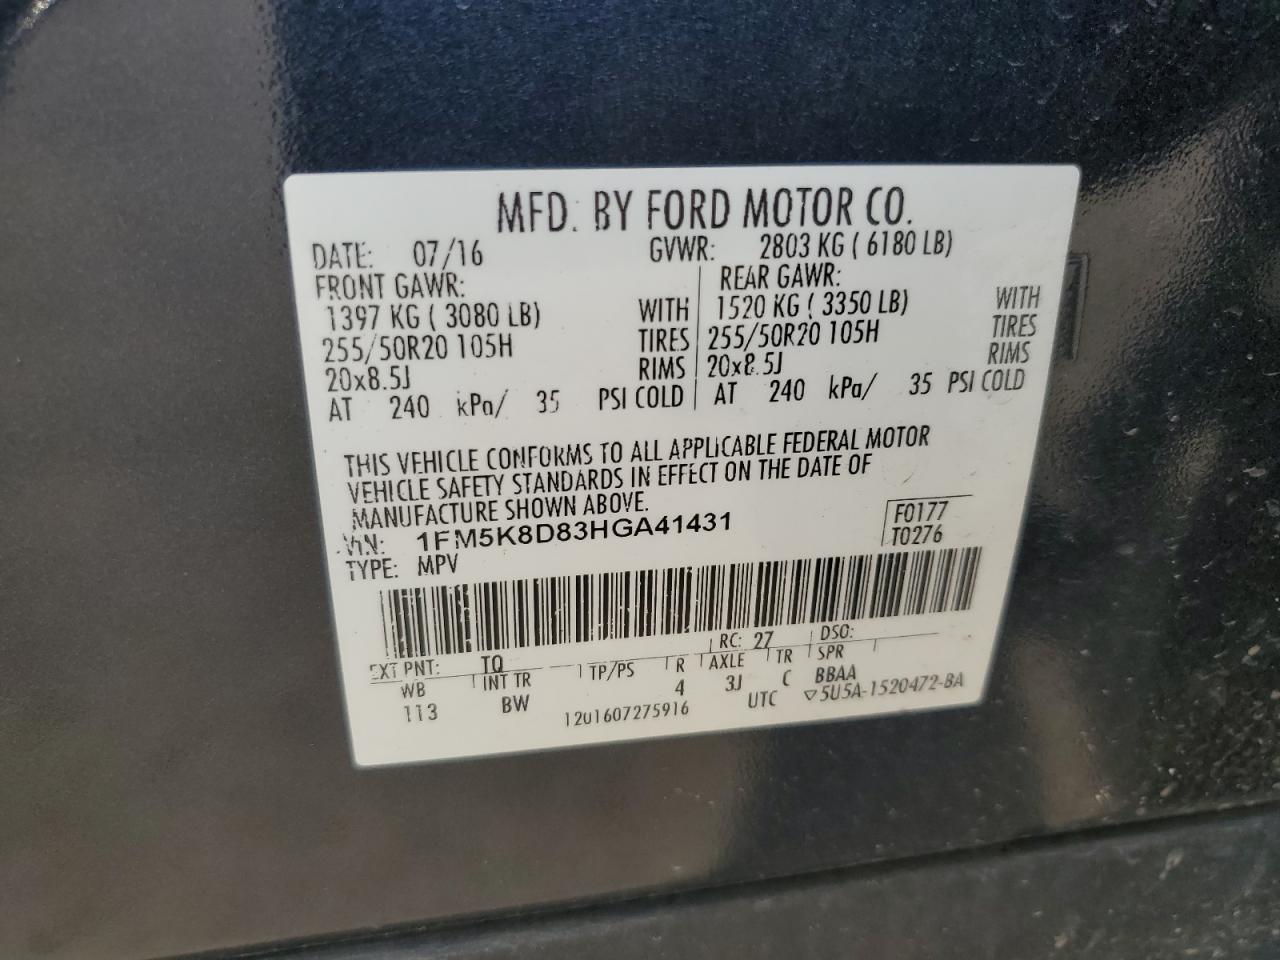 MFD. BY FORD MOTOR CO.
DATE: 07/16 GVWR: 2803 KG ( 6180 LB)
FRONT GAWR: REAR GAWR:
1397 KG ( 3080 LB) WITH 1520 KG ( 3350 LB) WITH
255/50R20 105H TIRES 255/50R20 105H TIRES
20x8.5J RIMS 20x8.5J RIMS
AT 240 kPa/ 35 PSI COLD AT 240 kPa/ 35 PSI COLD
THIS VEHICLE CONFORMS TO ALL APPLICABLE FEDERAL MOTOR
VEHICLE SAFETY STANDARDS IN EFFECT ON THE DATE OF
MANUFACTURE SHOWN ABOVE.
VIN: 1FM5K8D83HGA41431 F0177
TYPE: MPV T0276
EXT PNT: TQ RC: 27 DSO:
WB INT TR TP/PS R AXLE TR SPR
113 BW 4 3J C BBAA
12U1607275916 UTC ▽5U5A-1520472-BA